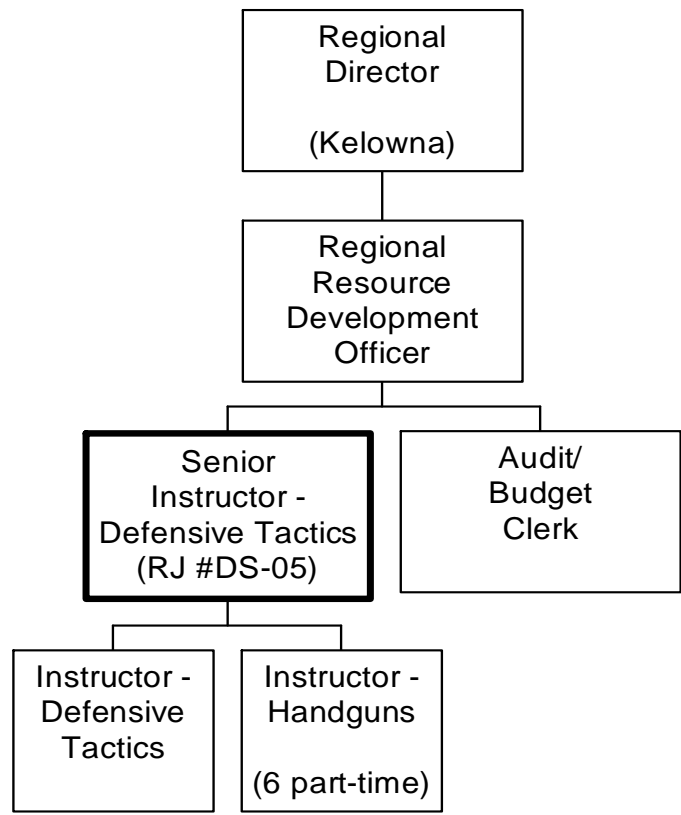 Regional
Director
(Kelowna)
Regional
Resource
Development
Officer
Senior
Instructor -
Defensive Tactics
(RJ #DS-05)
Audit/
Budget
Clerk
Instructor -
Defensive
Tactics
Instructor -
Handguns
(6 part-time)